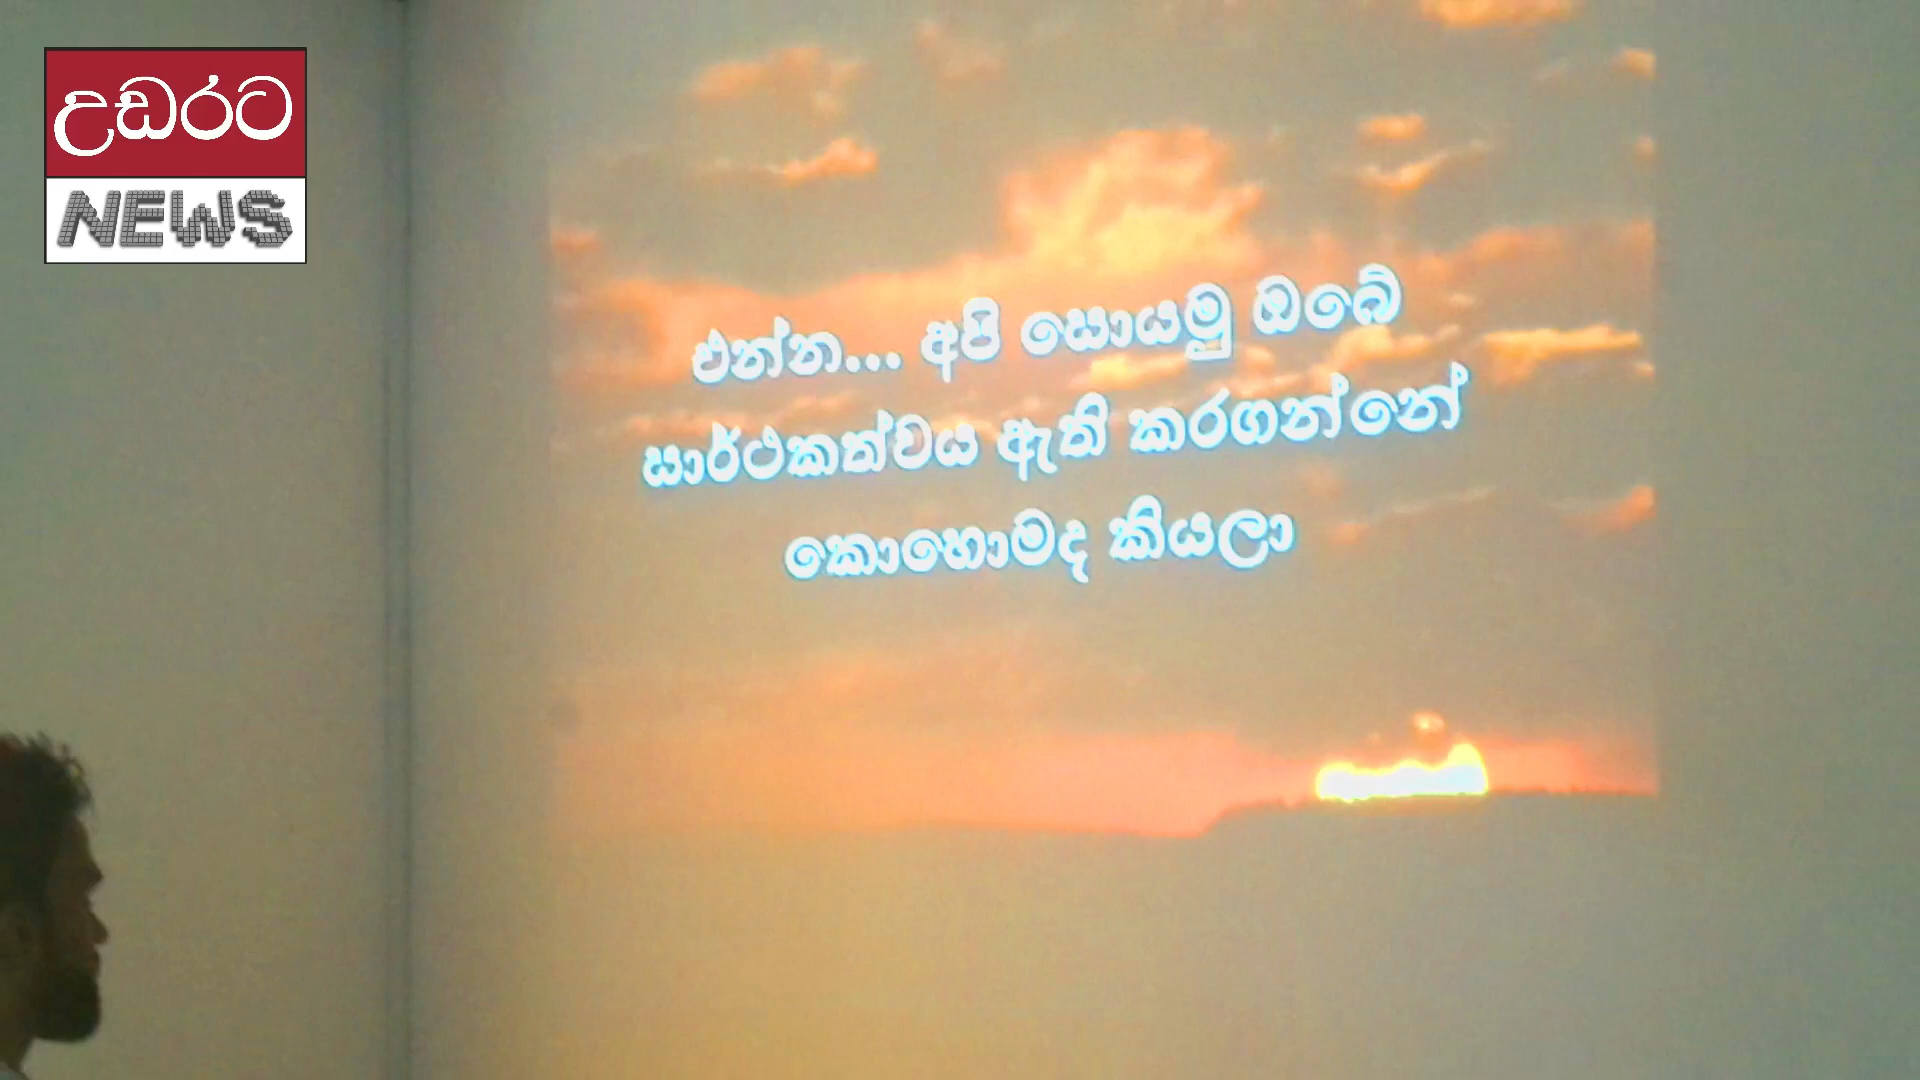 උඩරට
NEWS
එන්න... අපි සොයමු ඔබේ
සාර්ථකත්වය ඇති කරගන්නේ
කොහොමද කියලා